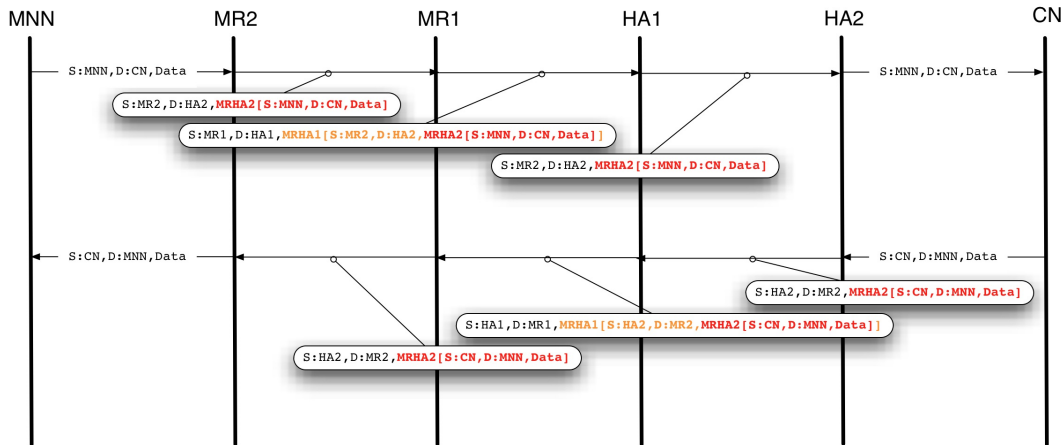 MNN MR2 MR1 HA1 HA2 CN
S:MNN,D:CN,Data S:MNN,D:CN,Data
S:MR2,D:HA2,MRHA2[S:MNN,D:CN,Data]
S:MR1,D:HA1,MRHA1[S:MR2,D:HA2,MRHA2[S:MNN,D:CN,Data]]
S:MR2,D:HA2,MRHA2[S:MNN,D:CN,Data]
S:CN,D:MNN,Data S:CN,D:MNN,Data
S:HA2,D:MR2,MRHA2[S:CN,D:MNN,Data]
S:HA1,D:MR1,MRHA1[S:HA2,D:MR2,MRHA2[S:CN,D:MNN,Data]]
S:HA2,D:MR2,MRHA2[S:CN,D:MNN,Data]